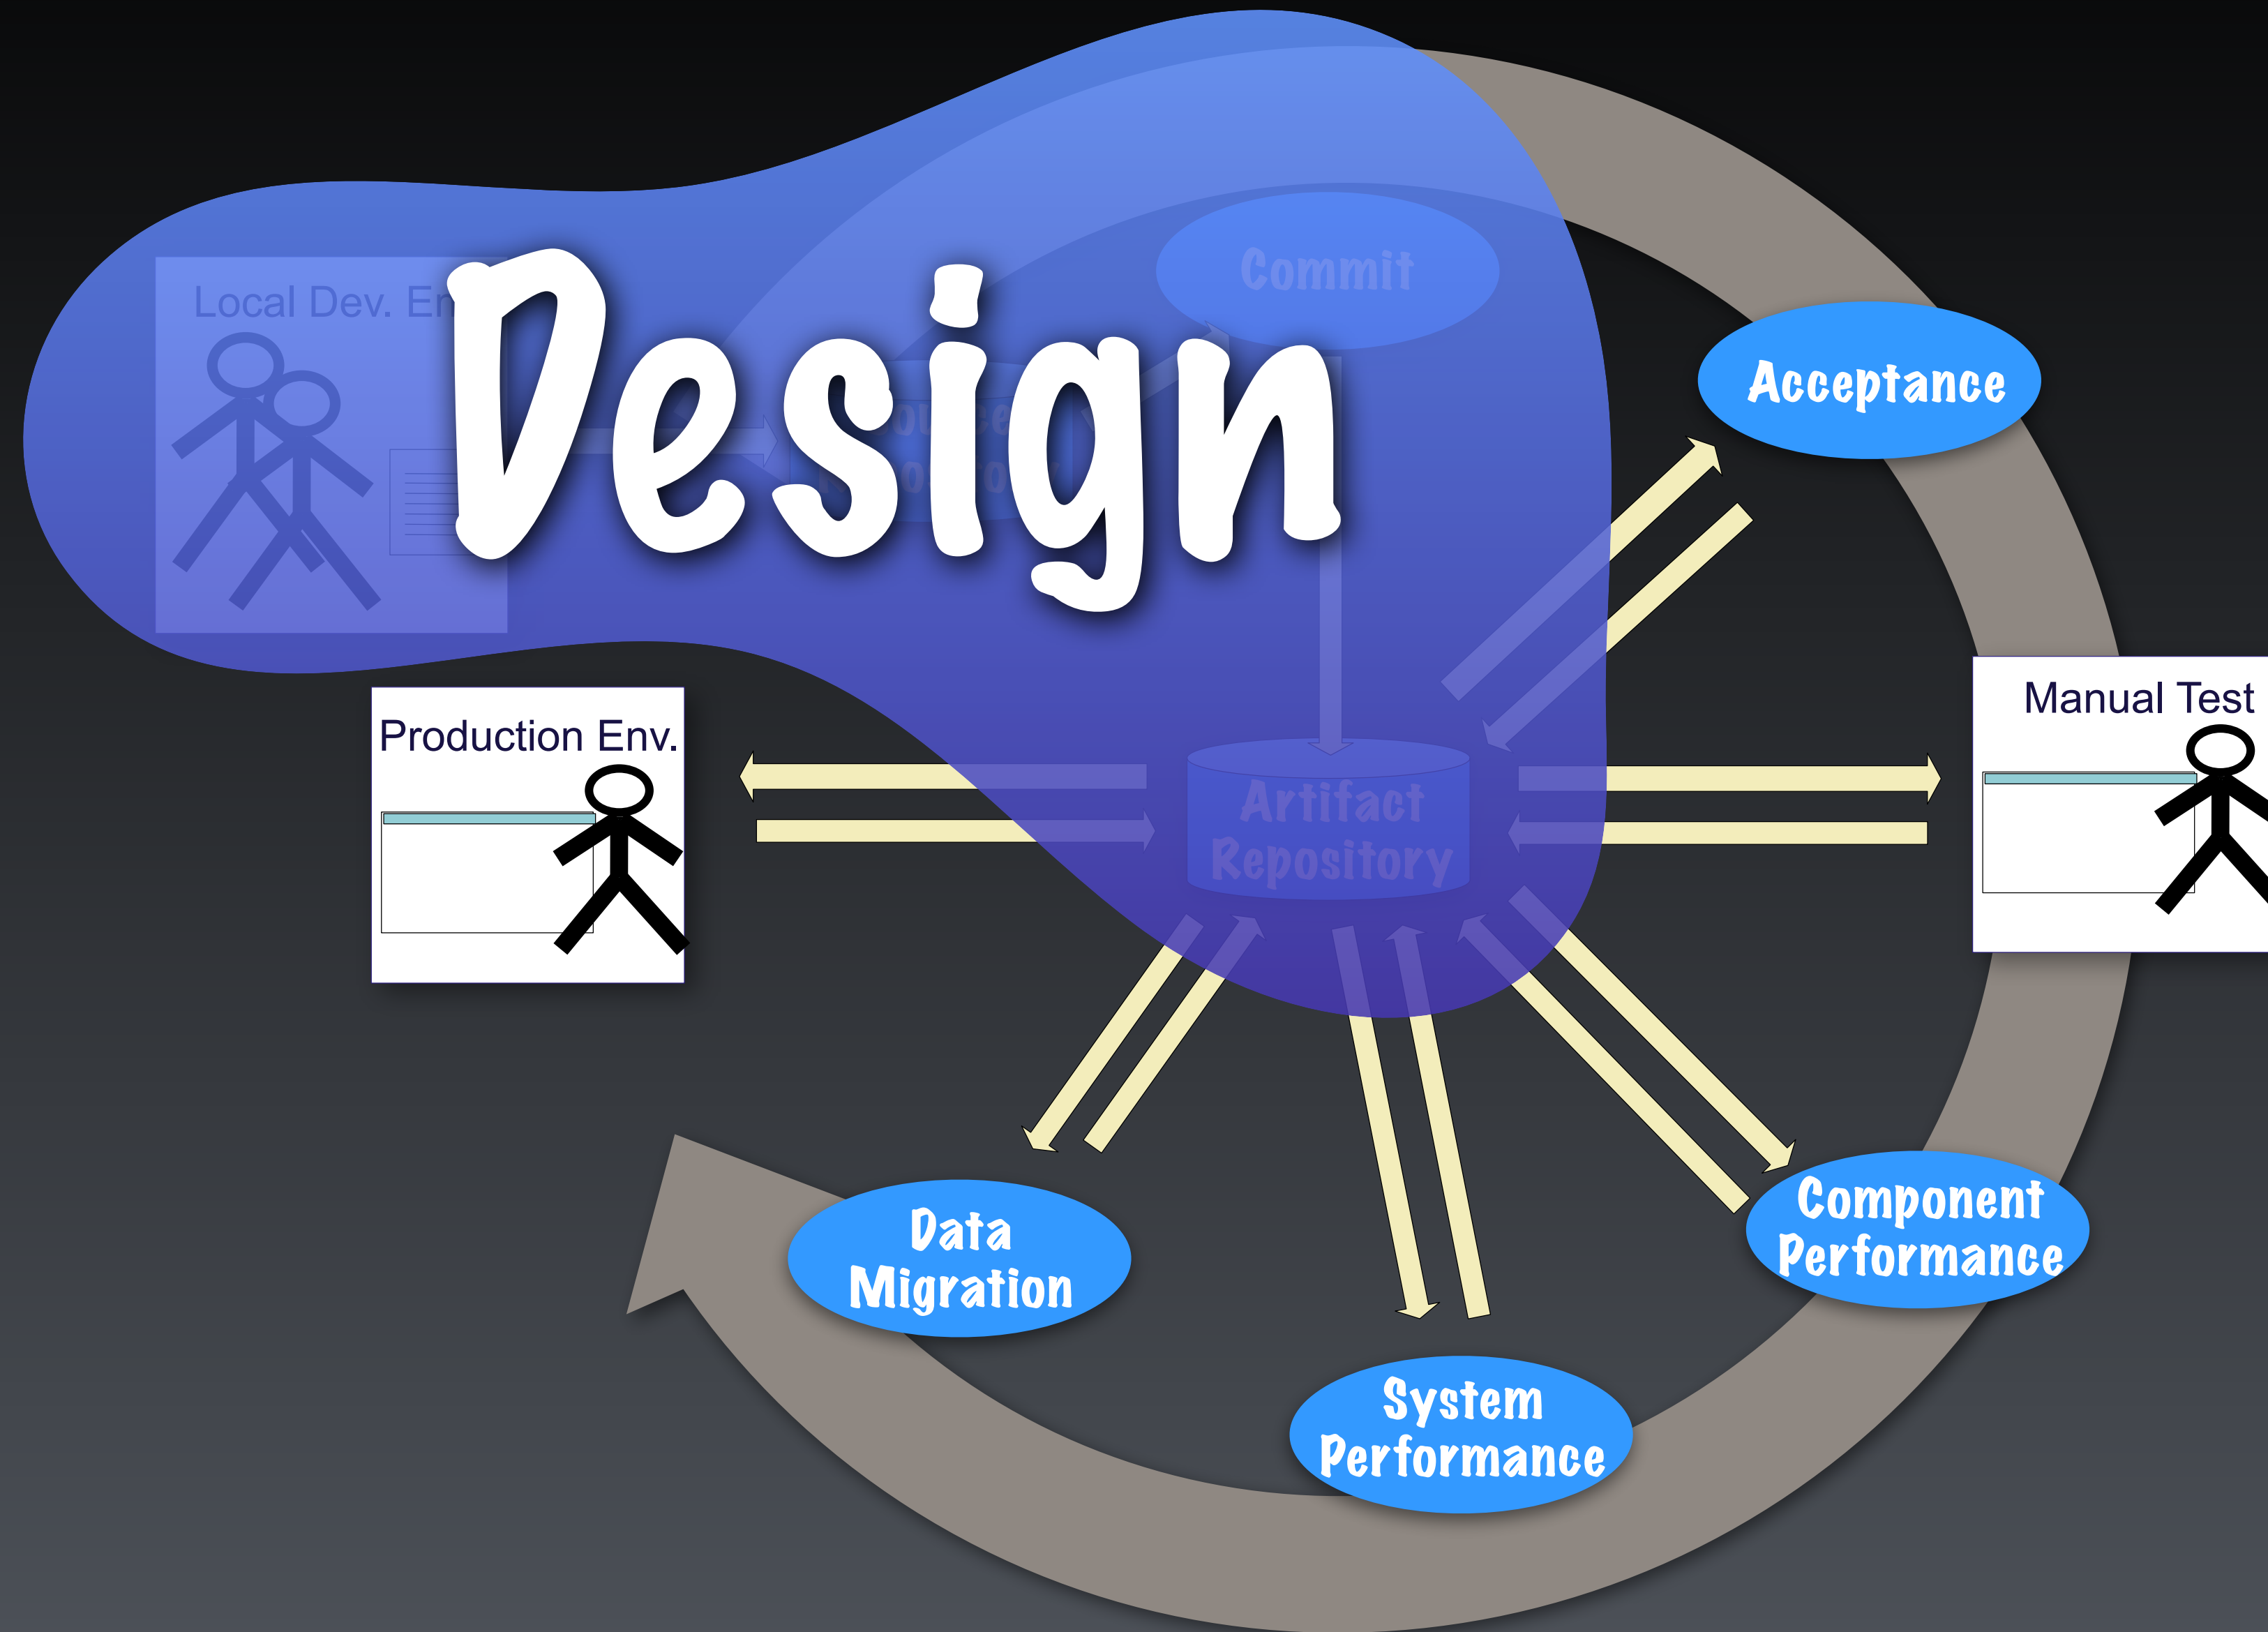 Design
Commit
Local Dev. En
Acceptance
Manual Test
Production Env.
Artifact
Repository
Component
Performance
Data
Migration
System
Performance